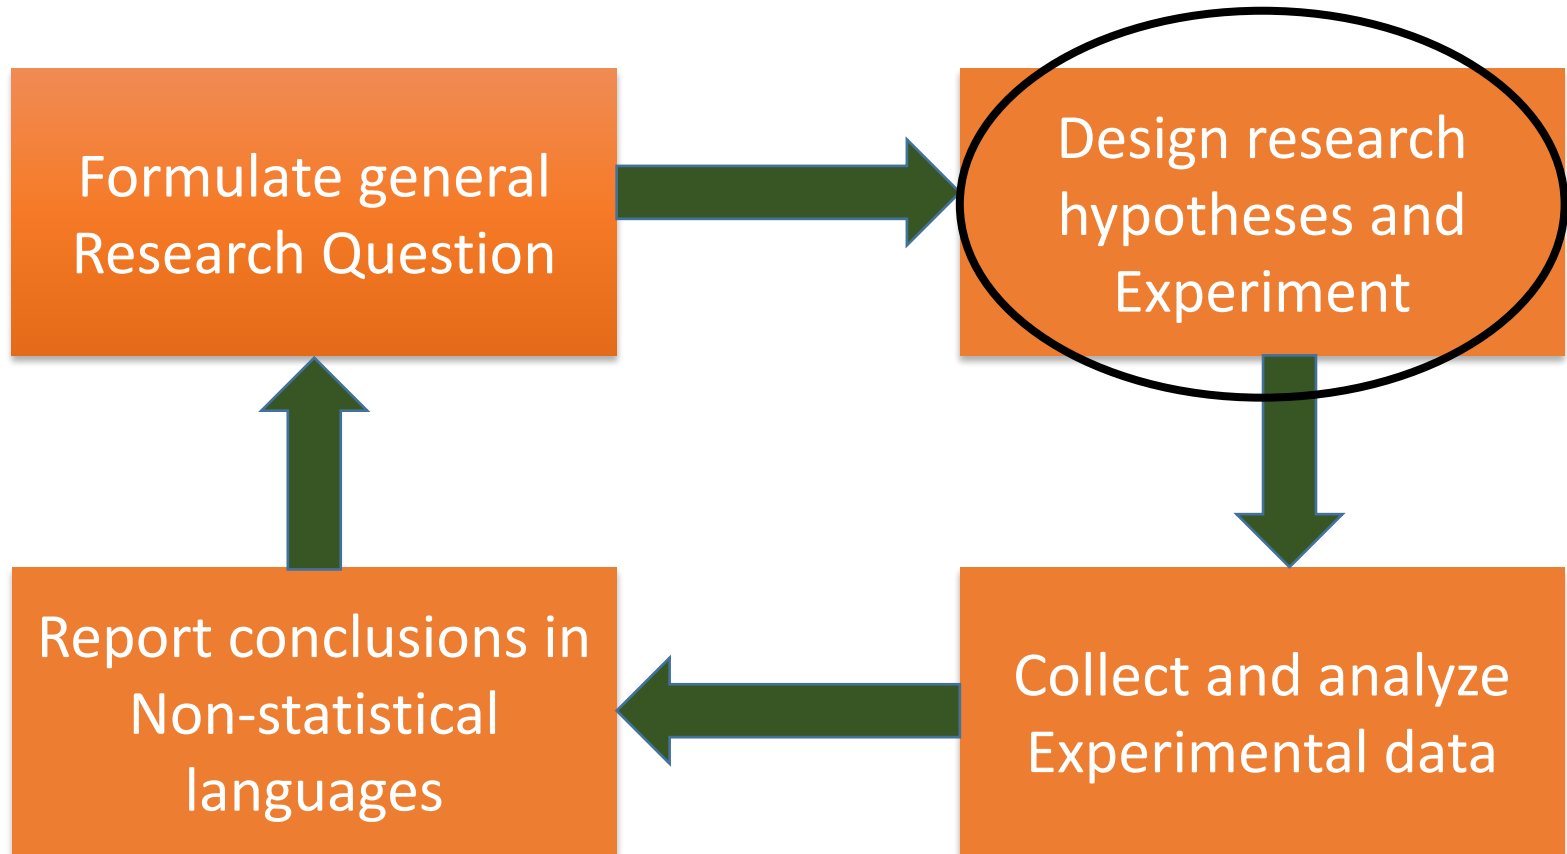 Formulate general
Research Question
Design research
hypotheses and
Experiment
Report conclusions in
Non-statistical
languages
Collect and analyze
Experimental data